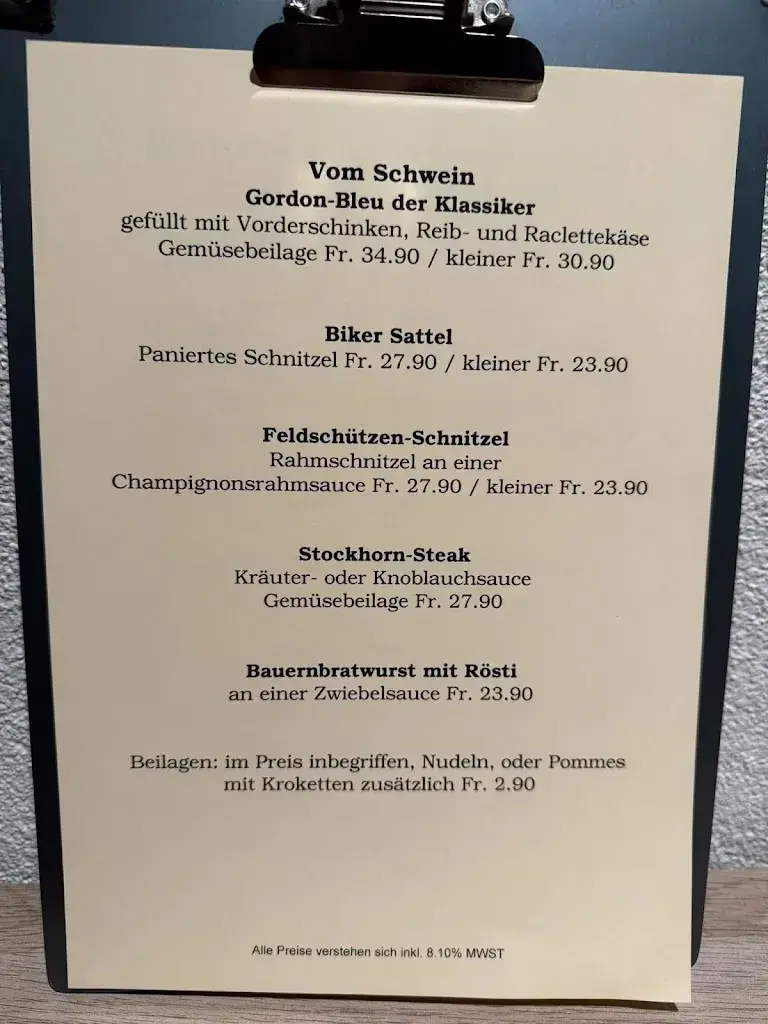 Vom Schwein
Gordon-Bleu der Klassiker
gefüllt mit Vorderschinken, Reib- und Raclettekäse
Gemüsebeilage Fr. 34.90 / kleiner Fr. 30.90
Biker Sattel
Paniertes Schnitzel Fr. 27.90 / kleiner Fr. 23.90
Feldschützen-Schnitzel
Rahmschnitzel an einer
Champignonsrahmsauce Fr. 27.90 / kleiner Fr. 23.90
Stockhorn-Steak
Kräuter- oder Knoblauchsauce
Gemüsebeilage Fr. 27.90
Bauernbratwurst mit Rösti
an einer Zwiebelsauce Fr. 23.90
Beilagen: im Preis inbegriffen, Nudeln, oder Pommes
mit Kroketten zusätzlich Fr. 2.90
Alle Preise verstehen sich inkl. 8.10% MWST